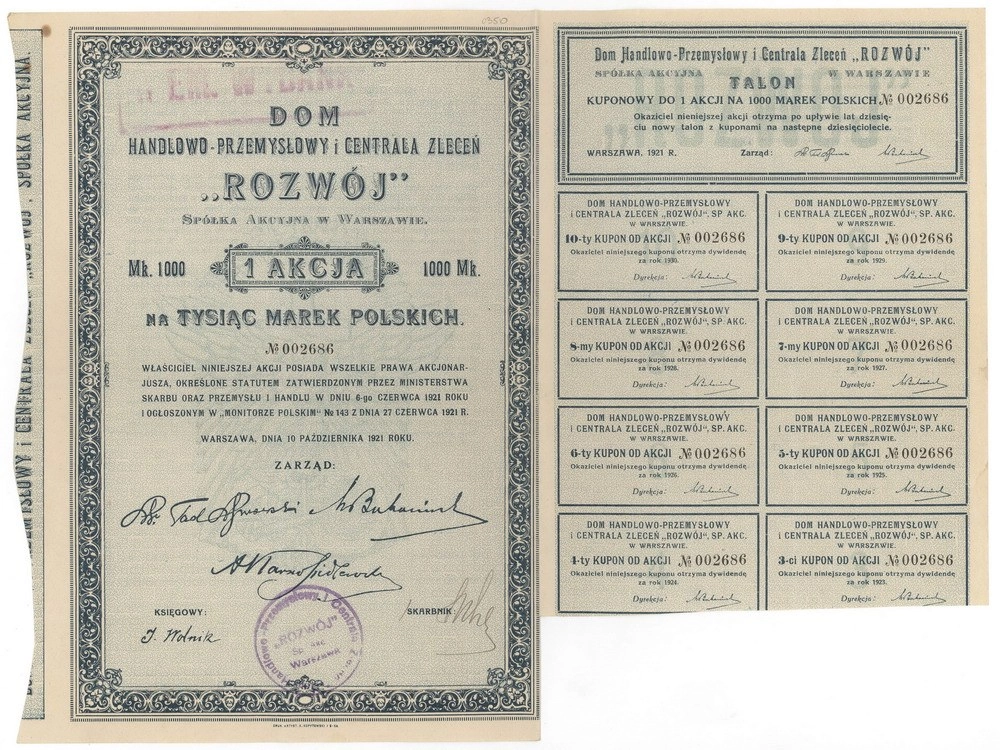 0350
EM. WYDANA
DOM
HANDLOWO-PRZEMYSŁOWY i CENTRALA ZLECEŃ
„ROZWÓJ”
SPÓŁKA AKCYJNA W WARSZAWIE.
Mk. 1000 1 AKCJA 1000 Mk.
NA TYSIĄC MAREK POLSKICH.
№ 002686
WŁAŚCICIEL NINIEJSZEJ AKCJI POSIADA WSZELKIE PRAWA AKCJONAR-
JUSZA, OKREŚLONE STATUTEM ZATWIERDZONYM PRZEZ MINISTERSTWA
SKARBU ORAZ PRZEMYSŁU I HANDLU W DNIU 6-go CZERWCA 1921 ROKU
I OGŁOSZONYM W „MONITORZE POLSKIM” № 143 Z DNIA 27 CZERWCA 1921 R.
WARSZAWA, DNIA 10 PAŹDZIERNIKA 1921 ROKU.
ZARZĄD:
KSIĘGOWY:
SKARBNIK:
J. Wolnik
Handlowo-Przemysłowy i Centrala
„ROZWÓJ”
Sp. akc.
Warszawa
SPÓŁKA AKCYJNA
Dom Handlowo-Przemysłowy i Centrala Zleceń „ROZWÓJ”
SPÓŁKA AKCYJNA W WARSZAWIE
TALON
KUPONOWY DO 1 AKCJI NA 1000 MAREK POLSKICH № 002686
Okaziciel nieniejszej akcji otrzyma po upływie lat dziesię-
ciu nowy talon z kuponami na następne dziesięciolecie.
WARSZAWA, 1921 R. Zarząd:
DOM HANDLOWO-PRZEMYSŁOWY
i CENTRALA ZLECEŃ „ROZWÓJ”, SP. AKC.
W WARSZAWIE.
10-ty KUPON OD AKCJI № 002686
Okaziciel niniejszego kuponu otrzyma dywidendę
za rok 1930.
Dyrekcja:
DOM HANDLOWO-PRZEMYSŁOWY
i CENTRALA ZLECEŃ „ROZWÓJ”, SP. AKC.
W WARSZAWIE.
9-ty KUPON OD AKCJI № 002686
Okaziciel niniejszego kuponu otrzyma dywidendę
za rok 1929.
Dyrekcja:
DOM HANDLOWO-PRZEMYSŁOWY
i CENTRALA ZLECEŃ „ROZWÓJ”, SP. AKC.
W WARSZAWIE.
8-my KUPON OD AKCJI № 002686
Okaziciel niniejszego kuponu otrzyma dywidendę
za rok 1928.
Dyrekcja:
DOM HANDLOWO-PRZEMYSŁOWY
i CENTRALA ZLECEŃ „ROZWÓJ”, SP. AKC.
W WARSZAWIE.
7-my KUPON OD AKCJI № 002686
Okaziciel niniejszego kuponu otrzyma dywidendę
za rok 1927.
Dyrekcja:
DOM HANDLOWO-PRZEMYSŁOWY
i CENTRALA ZLECEŃ „ROZWÓJ”, SP. AKC.
W WARSZAWIE.
6-ty KUPON OD AKCJI № 002686
Okaziciel niniejszego kuponu otrzyma dywidendę
za rok 1926.
Dyrekcja:
DOM HANDLOWO-PRZEMYSŁOWY
i CENTRALA ZLECEŃ „ROZWÓJ”, SP. AKC.
W WARSZAWIE.
5-ty KUPON OD AKCJI № 002686
Okaziciel niniejszego kuponu otrzyma dywidendę
za rok 1925.
Dyrekcja:
DOM HANDLOWO-PRZEMYSŁOWY
i CENTRALA ZLECEŃ „ROZWÓJ”, SP. AKC.
W WARSZAWIE.
4-ty KUPON OD AKCJI № 002686
Okaziciel niniejszego kuponu otrzyma dywidendę
za rok 1924.
Dyrekcja:
DOM HANDLOWO-PRZEMYSŁOWY
i CENTRALA ZLECEŃ „ROZWÓJ”, SP. AKC.
W WARSZAWIE.
3-ci KUPON OD AKCJI № 002686
Okaziciel niniejszego kuponu otrzyma dywidendę
za rok 1923.
Dyrekcja: